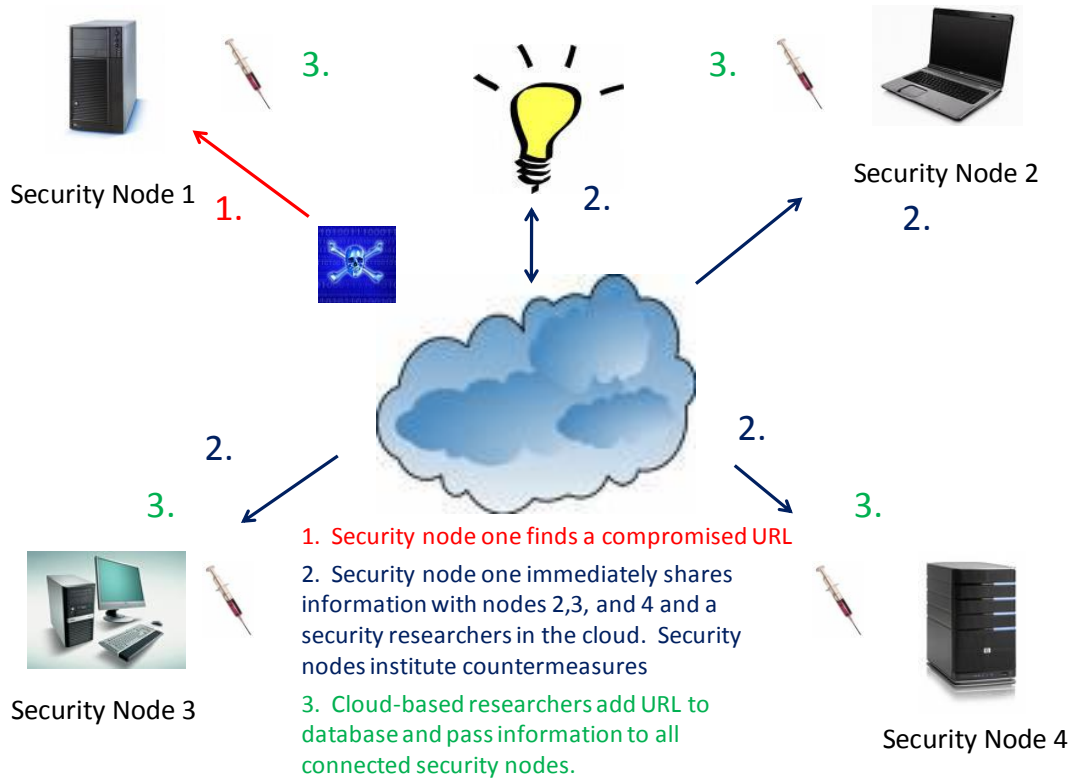 3.
3.
Security Node 1
1.
2.
Security Node 2
2.
2.
2.
3.
3.
1. Security node one finds a compromised URL
2. Security node one immediately shares
information with nodes 2,3, and 4 and a
security researchers in the cloud. Security
nodes institute countermeasures
3. Cloud-based researchers add URL to
database and pass information to all
connected security nodes.
Security Node 3
Security Node 4